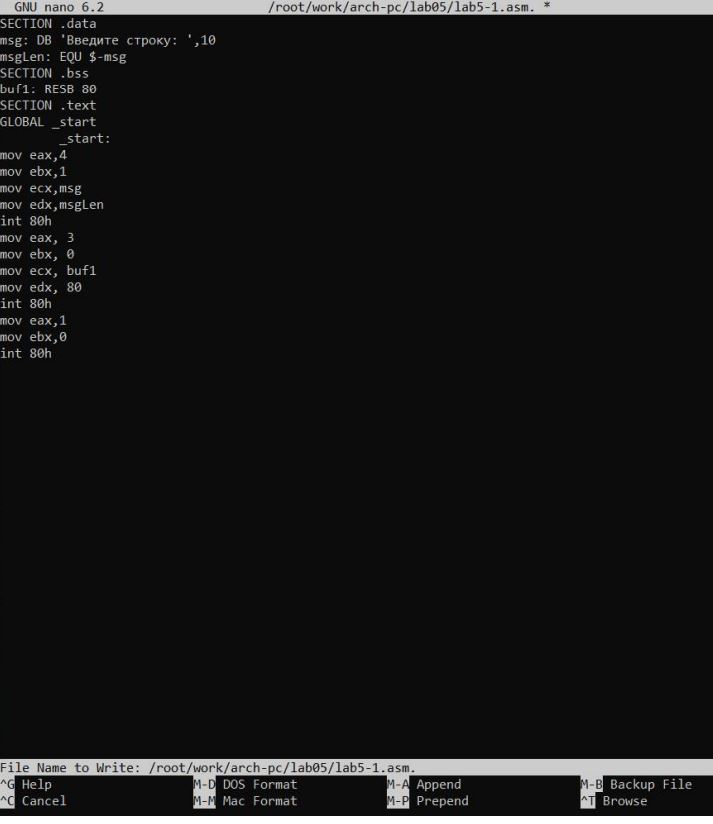 GNU nano 6.2 /root/work/arch-pc/lab05/lab5-1.asm. *
SECTION .data
msg: DB 'Введите строку: ',10
msgLen: EQU $-msg
SECTION .bss
buf1: RESB 80
SECTION .text
GLOBAL _start
_start:
mov eax,4
mov ebx,1
mov ecx,msg
mov edx,msgLen
int 80h
mov eax, 3
mov ebx, 0
mov ecx, buf1
mov edx, 80
int 80h
mov eax,1
mov ebx,0
int 80h
File Name to Write: /root/work/arch-pc/lab05/lab5-1.asm.
^G Help M-D DOS Format M-A Append M-B Backup File
^C Cancel M-M Mac Format M-P Prepend ^T Browse